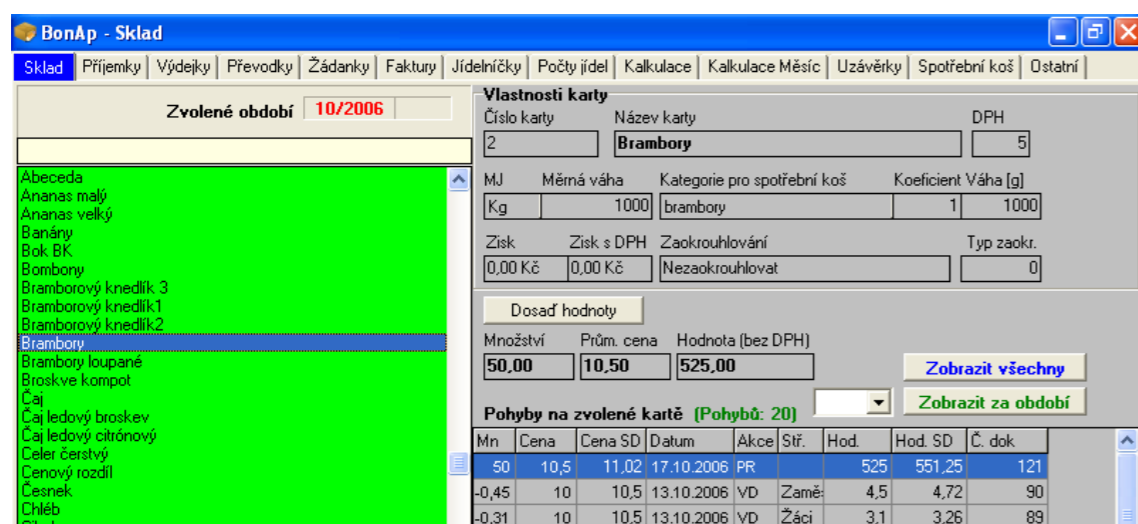 BonAp - Sklad
Sklad Příjemky Výdejky Převodky Žádanky Faktury Jídelníčky Počty jídel Kalkulace Kalkulace Měsíc Uzávěrky Spotřební koš Ostatní
Zvolené období 10/2006
Abeceda
Ananas malý
Ananas velký
Banány
Bok BK
Bombony
Bramborový knedlík 3
Bramborový knedlík1
Bramborový knedlík2
Brambory
Brambory loupané
Broskve kompot
Čaj
Čaj ledový broskev
Čaj ledový citrónový
Celer čerstvý
Cenový rozdíl
Česnek
Chléb
Vlastnosti karty
Číslo karty Název karty DPH
2 Brambory 5
MJ Měrná váha Kategorie pro spotřební koš Koeficient Váha [g]
Kg 1000 brambory 1 1000
Zisk Zisk s DPH Zaokrouhlování Typ zaokr.
0,00 Kč 0,00 Kč Nezaokrouhlovat 0
Dosaď hodnoty
Množství Prům. cena Hodnota (bez DPH)
50,00 10,50 525,00
Zobrazit všechny
Zobrazit za období
Pohyby na zvolené kartě (Pohybů: 20)
Mn Cena Cena SD Datum Akce Stř. Hod. Hod. SD Č. dok
50 10,5 11,02 17.10.2006 PR 525 551,25 121
-0,45 10 10,5 13.10.2006 VD Zamě 4,5 4,72 90
-0,31 10 10,5 13.10.2006 VD Žáci 3,1 3,26 89